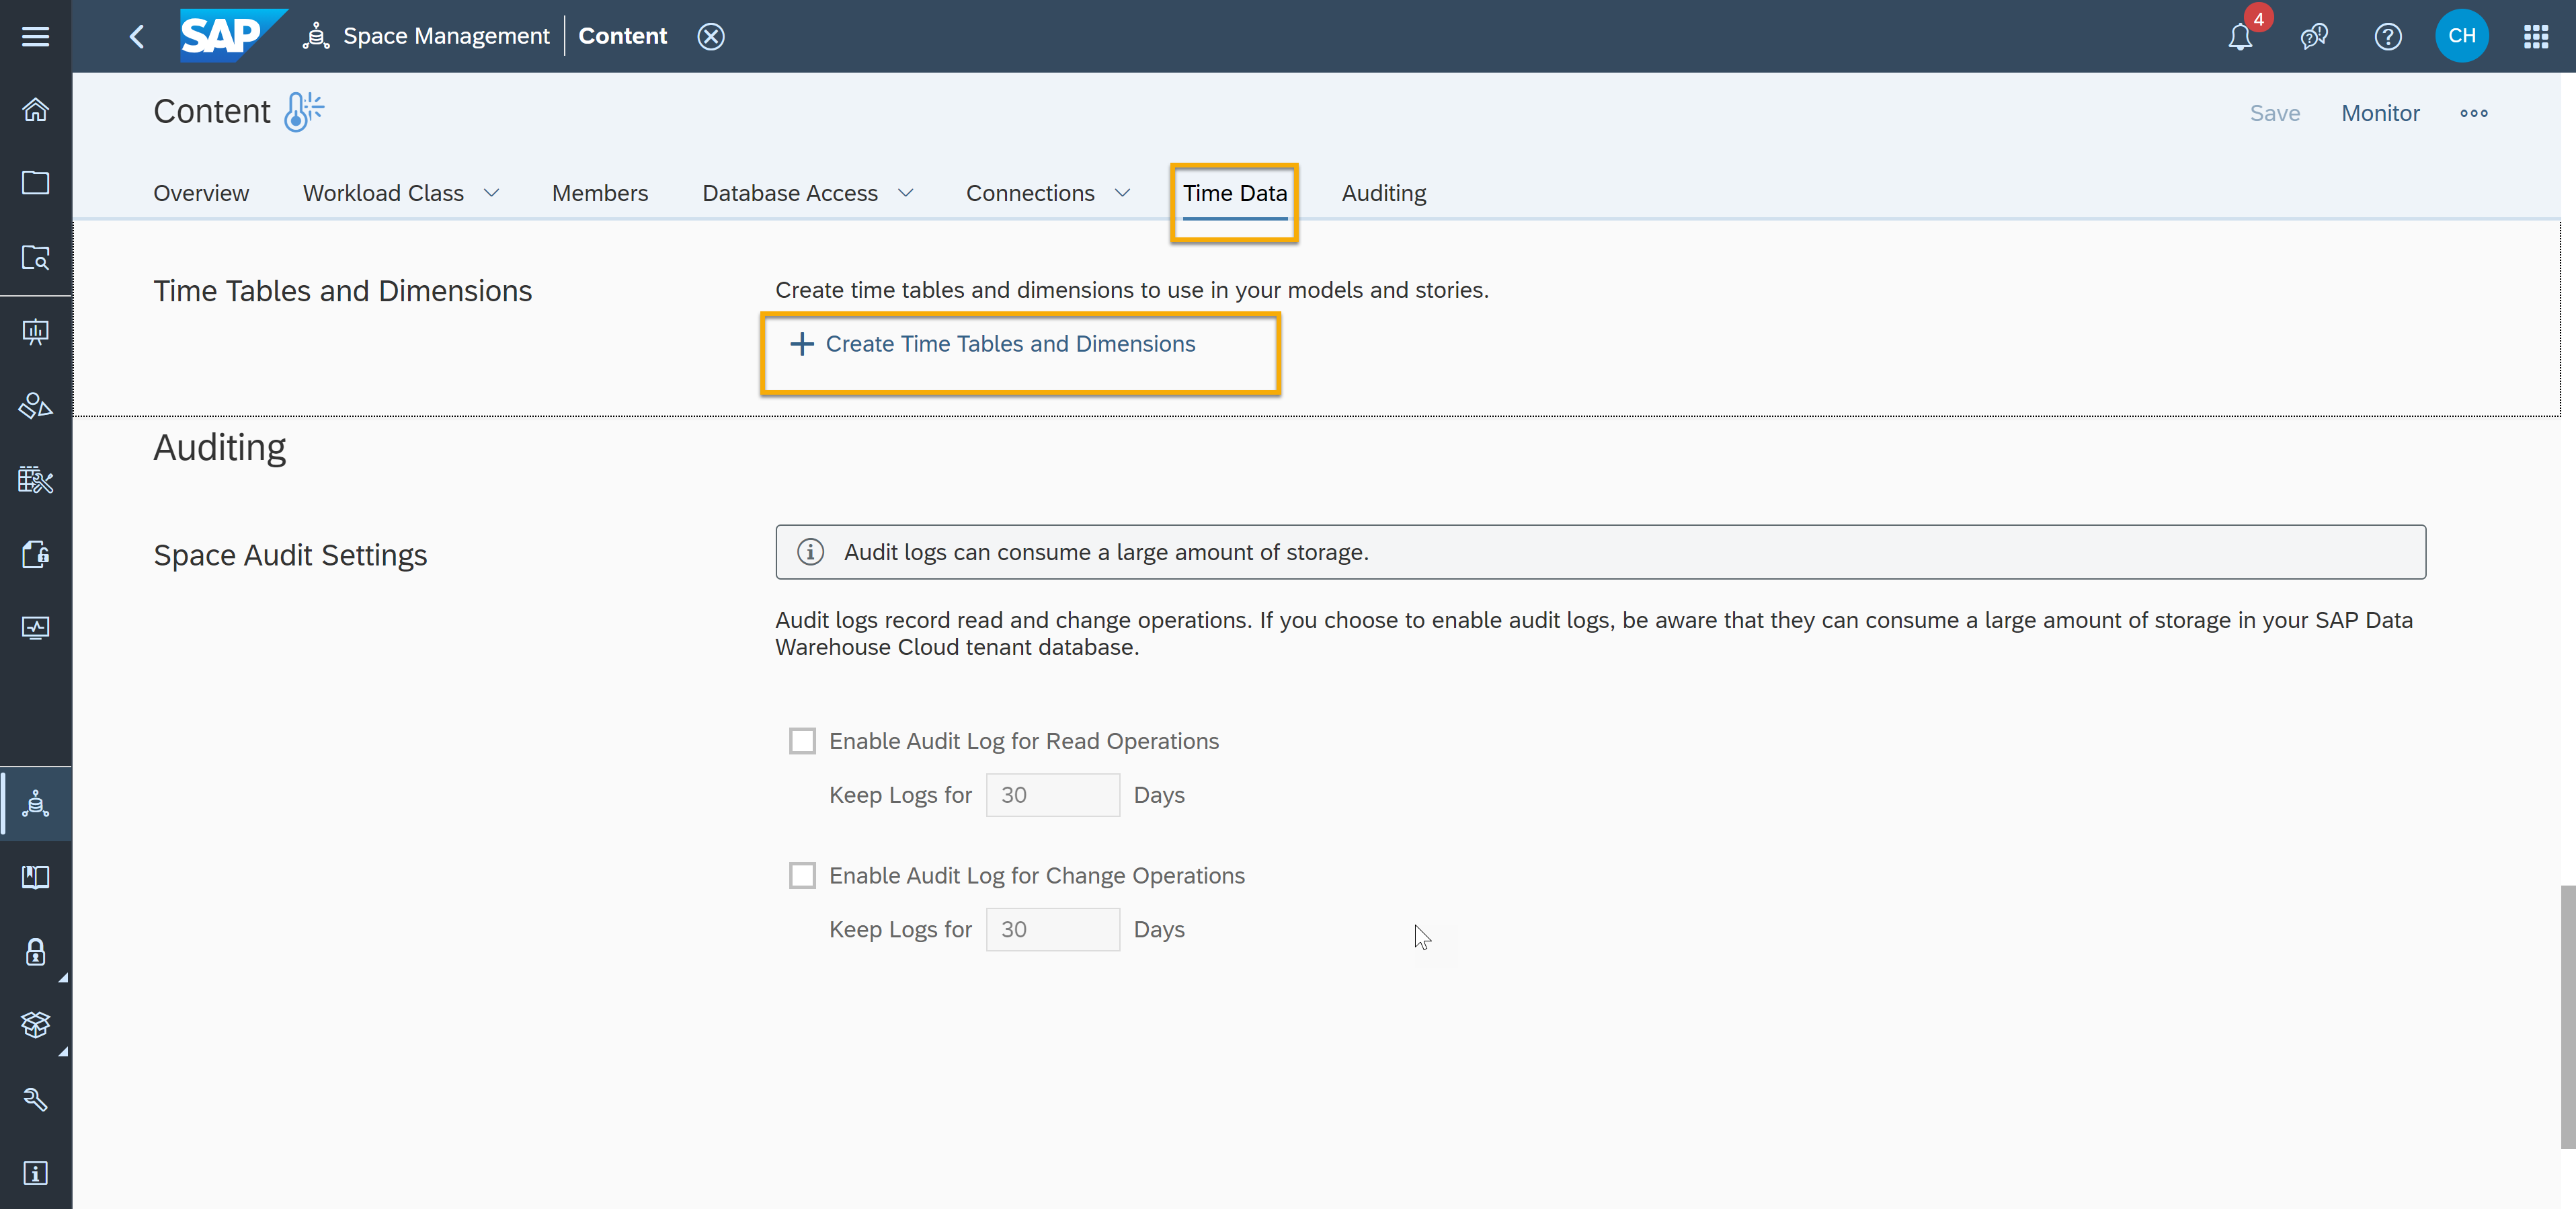 SAP
Space Management
Content
4
CH
Content
Save
Monitor
Overview
Workload Class
Members
Database Access
Connections
Time Data
Auditing
Time Tables and Dimensions
Create time tables and dimensions to use in your models and stories.
+ Create Time Tables and Dimensions
Auditing
Space Audit Settings
Audit logs can consume a large amount of storage.
Audit logs record read and change operations. If you choose to enable audit logs, be aware that they can consume a large amount of storage in your SAP Data
Warehouse Cloud tenant database.
Enable Audit Log for Read Operations
Keep Logs for 30 Days
Enable Audit Log for Change Operations
Keep Logs for 30 Days